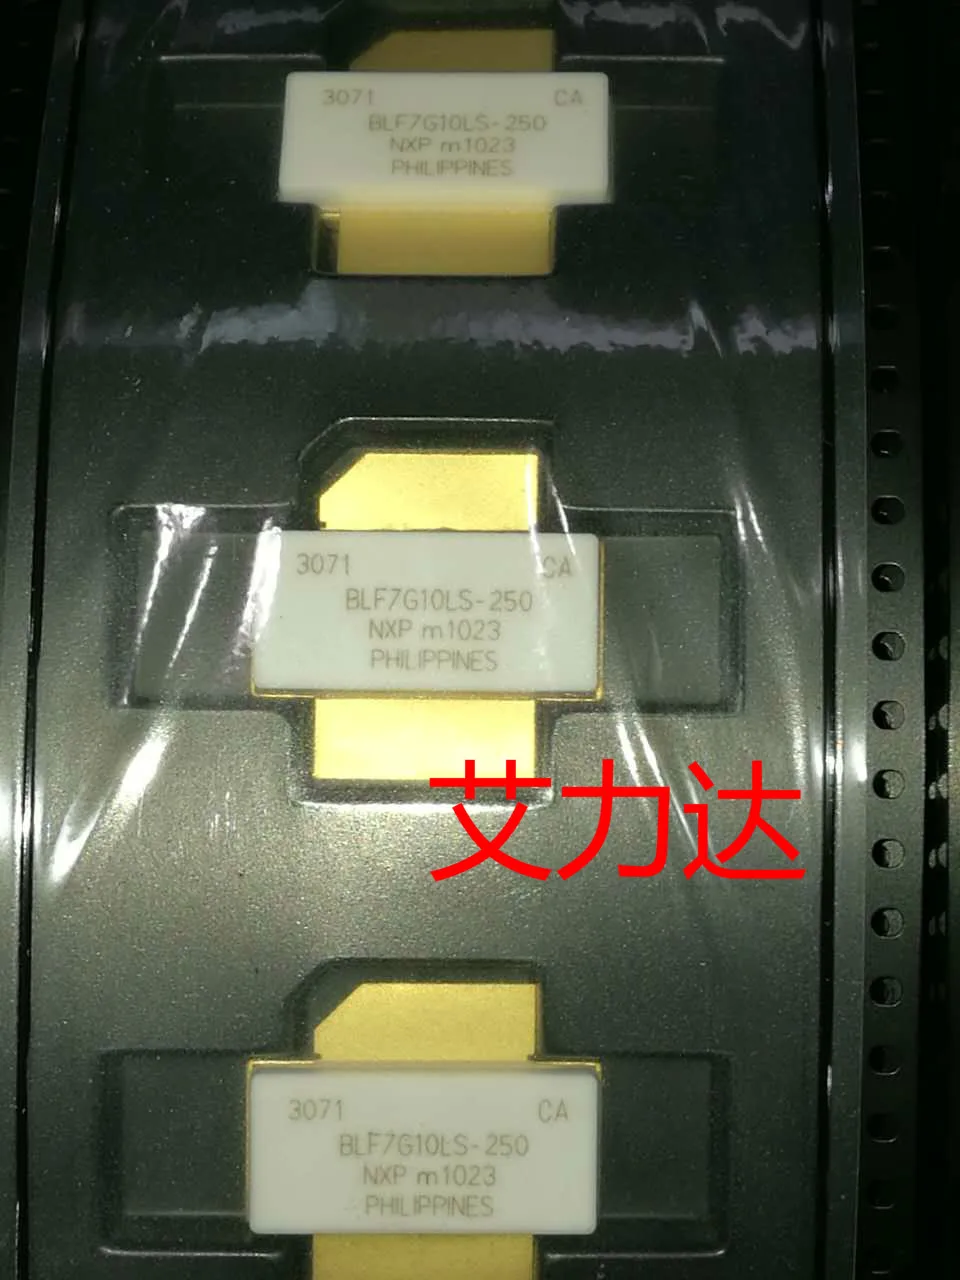 3071 CA
BLF7G10LS-250
NXP m1023
PHILIPPINES
3071 CA
BLF7G10LS-250
NXP m1023
PHILIPPINES
艾力达
3071 CA
BLF7G10LS-250
NXP m1023
PHILIPPINES